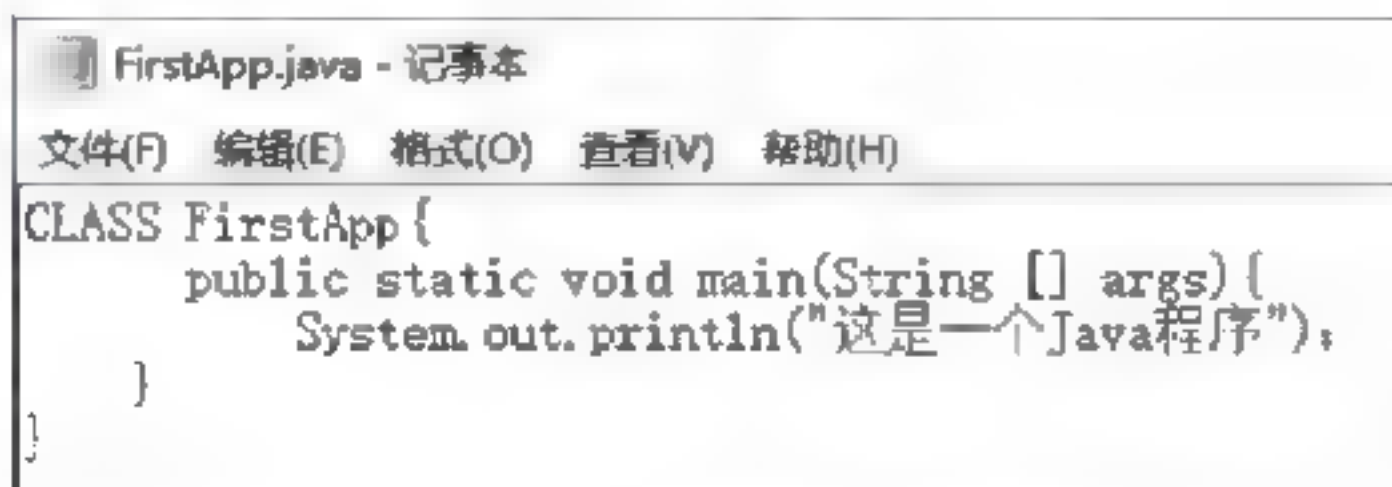 FirstApp.java - 记事本
文件(F) 编辑(E) 格式(O) 查看(V) 帮助(H)
CLASS FirstApp{
public static void main(String [] args){
System.out.println("这是一个Java程序");
}
}